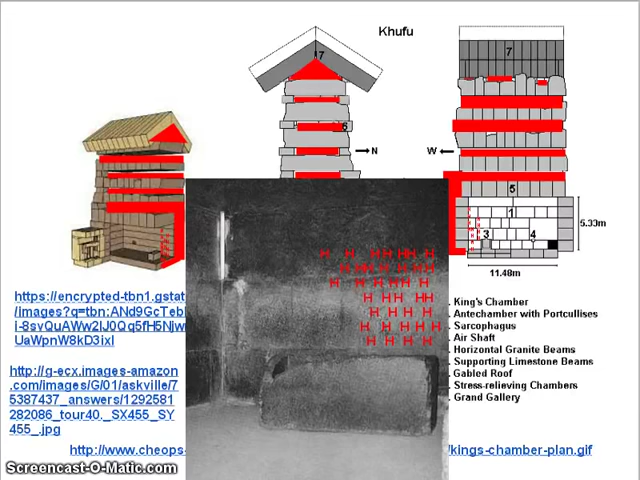 Khufu
7
7
6
N
W
5
1
3
4
5.33m
11.48m
H H H H H H H
H H H H H H H
H H H H H H
H H H H H
H H H H H
H H H H H
H H H H H
https://encrypted-tbn1.gstat
/images?q=tbn:ANd9GcTeb
i-8svQuAWw2lJ0Qq5fH5Njw
UaWpnW8kD3ixl
http://g-ecx.images-amazon
.com/images/G/01/askville/7
5387437_answers/1292581
282086_tour40._SX455_SY
455_.jpg
. King's Chamber
. Antechamber with Portcullises
. Sarcophagus
. Air Shaft
. Horizontal Granite Beams
. Supporting Limestone Beams
. Gabled Roof
. Stress-relieving Chambers
. Grand Gallery
http://www.cheops- /kings-chamber-plan.gif
Screencast-O-Matic.com